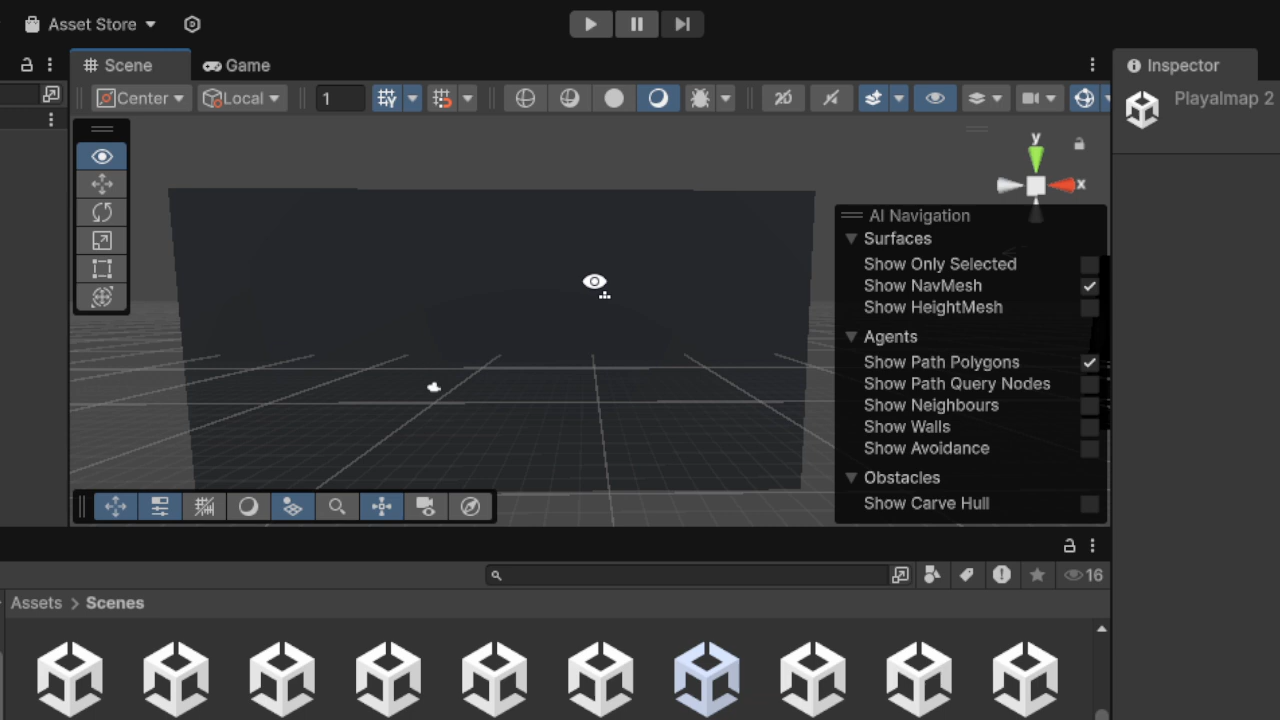 Asset Store
Scene
Game
Inspector
Center
Local
1
2D
Playalmap 2
y
x
AI Navigation
Surfaces
Show Only Selected
Show NavMesh
Show HeightMesh
Agents
Show Path Polygons
Show Path Query Nodes
Show Neighbours
Show Walls
Show Avoidance
Obstacles
Show Carve Hull
16
Assets > Scenes